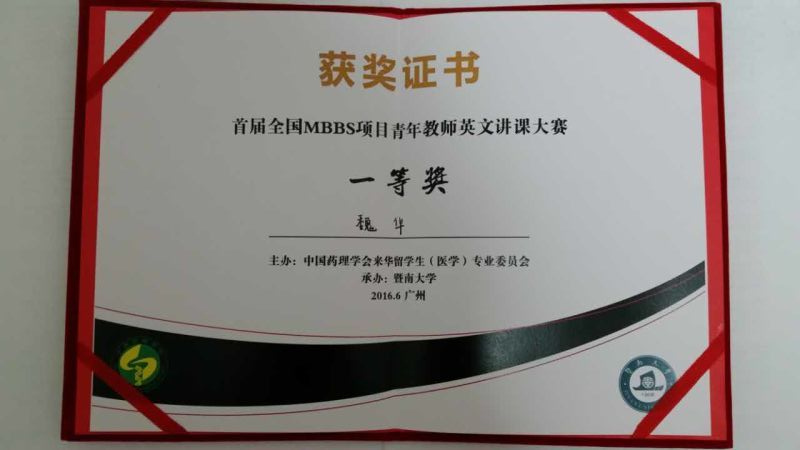 获奖证书
首届全国MBBS项目青年教师英文讲课大赛
一等奖
魏 华
主办：中国药理学会来华留学生（医学）专业委员会
承办：暨南大学
2016.6 广州